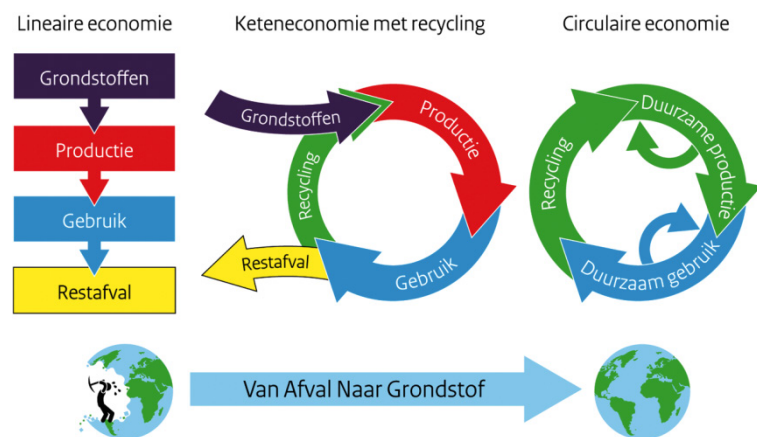 Lineaire economie
Grondstoffen
Productie
Gebruik
Restafval
Keteneconomie met recycling
Grondstoffen
Productie
Gebruik
Recycling
Restafval
Circulaire economie
Duurzame productie
Duurzaam gebruik
Recycling
Van Afval Naar Grondstof